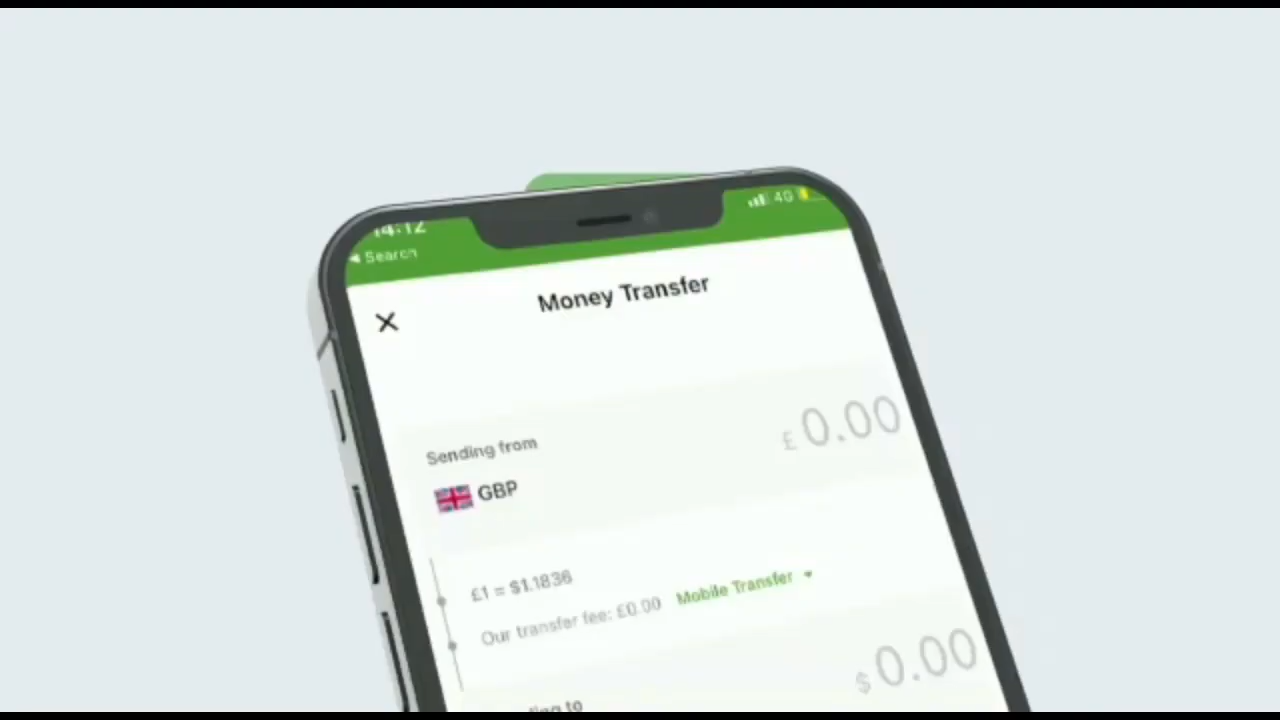 14:12
4G
Search
Money Transfer
£ 0.00
Sending from
GBP
£1 = $1.1836
Our transfer fee: £0.00 Mobile Transfer
$ 0.00
to